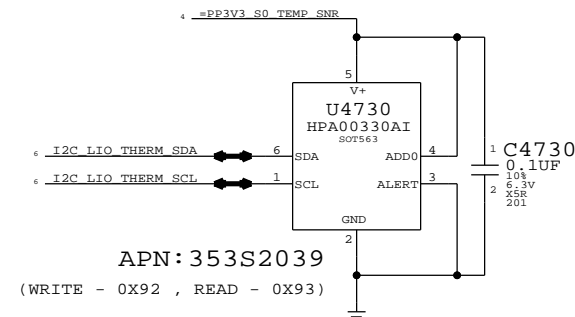 4 =PP3V3_S0_TEMP_SNR
5
V+
U4730
HPA00330AI
SOT563
6 I2C_LIO_THERM_SDA 6 SDA ADD0 4
6 I2C_LIO_THERM_SCL 1 SCL ALERT 3
GND
2
1 C4730
0.1UF
10%
2 6.3V
X5R
201
APN:353S2039
(WRITE - 0X92 , READ - 0X93)